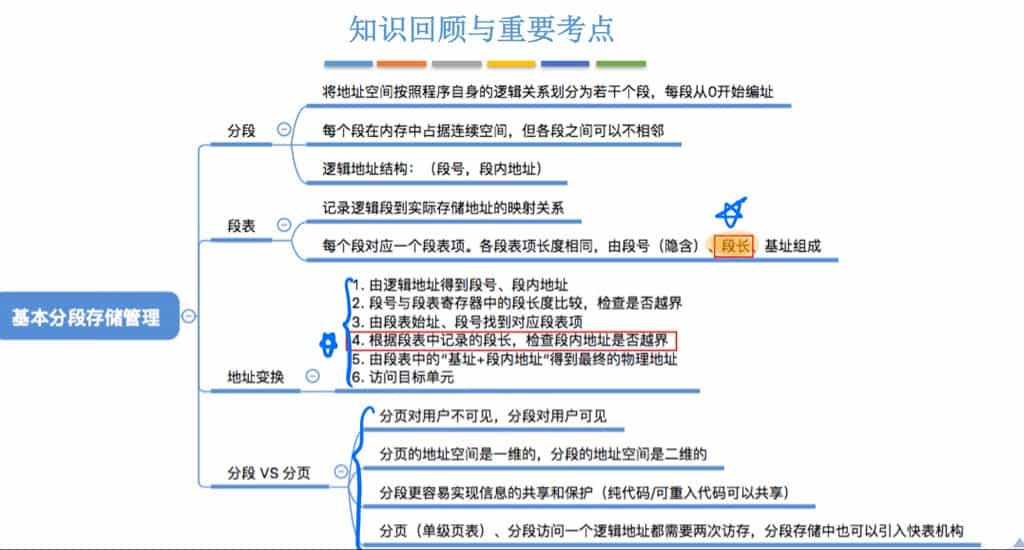 知识回顾与重要考点
将地址空间按照程序自身的逻辑关系划分为若干个段，每段从0开始编址
分段
每个段在内存中占据连续空间，但各段之间可以不相邻
逻辑地址结构：（段号，段内地址）
记录逻辑段到实际存储地址的映射关系
段表
每个段对应一个段表项。各段表项长度相同，由段号（隐含）、段长、基址组成
基本分段存储管理
1. 由逻辑地址得到段号、段内地址
2. 段号与段表寄存器中的段长度比较，检查是否越界
3. 由段表始址、段号找到对应段表项
4. 根据段表中记录的段长，检查段内地址是否越界
5. 由段表中的“基址+段内地址”得到最终的物理地址
6. 访问目标单元
地址变换
分页对用户不可见，分段对用户可见
分页的地址空间是一维的，分段的地址空间是二维的
分段 VS 分页
分段更容易实现信息的共享和保护（纯代码/可重入代码可以共享）
分页（单级页表）、分段访问一个逻辑地址都需要两次访存，分段存储中也可以引入快表机构